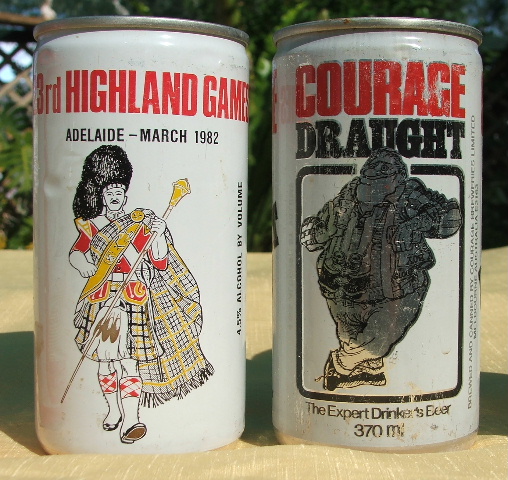 3rd HIGHLAND GAMES
ADELAIDE – MARCH 1982
4.5% ALCOHOL BY VOLUME
COURAGE
DRAUGHT
The Expert Drinker's Beer
370 ml
BREWED AND CANNED BY COURAGE BREWERIES LIMITED